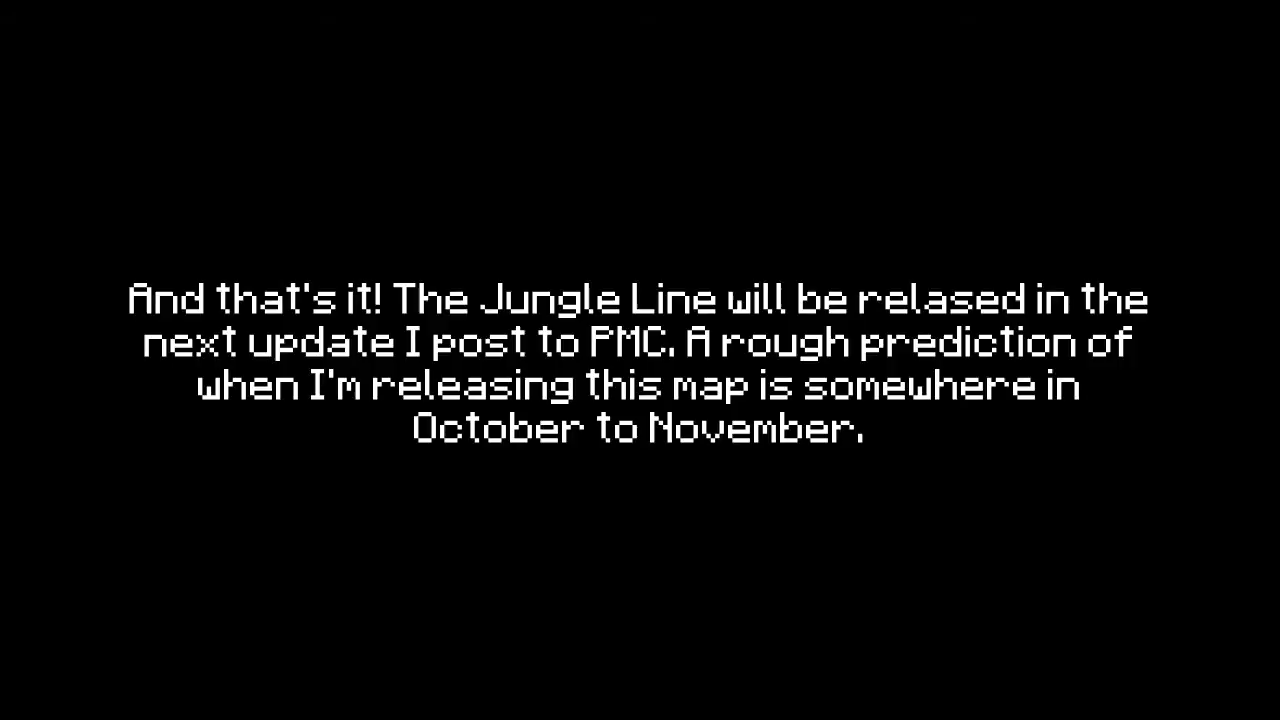 And that's it! The Jungle Line will be relased in the
next update I post to PMC. A rough prediction of
when I'm releasing this map is somewhere in
October to November.